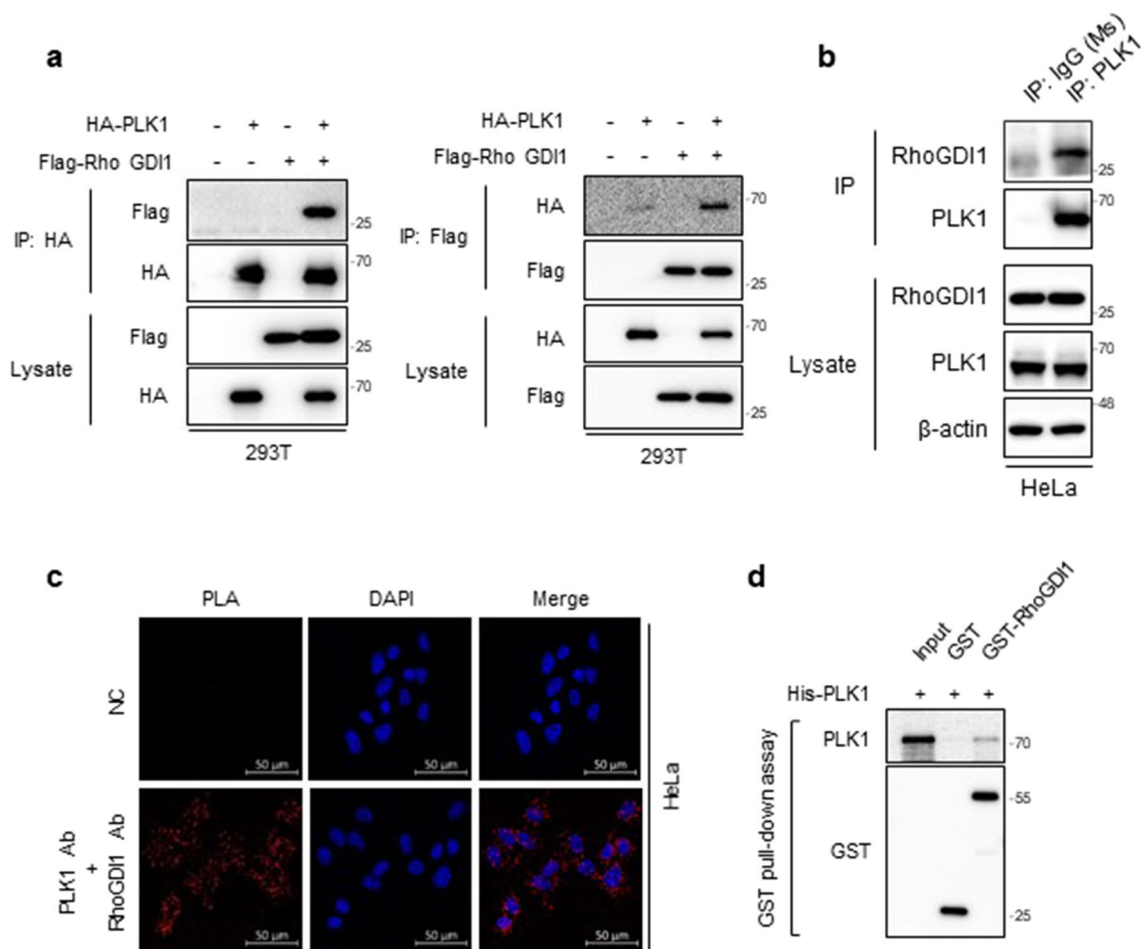 a
HA-PLK1 - + - +
Flag-Rho GDI1 - - + +
IP: HA
Flag
-25
HA
-70
Lysate
Flag
-25
HA
-70
293T
HA-PLK1 - + - +
Flag-Rho GDI1 - - + +
IP: Flag
HA
-70
Flag
-25
Lysate
HA
-70
Flag
-25
293T
b
IP: IgG (Ms)
IP: PLK1
IP
RhoGDI1
-25
PLK1
-70
Lysate
RhoGDI1
-25
PLK1
-70
-48
β-actin
HeLa
c
PLA DAPI Merge
NC
50 µm 50 µm 50 µm
PLK1 Ab
+
RhoGDI1 Ab
50 µm 50 µm 50 µm
HeLa
d
Input
GST
GST-RhoGDI1
His-PLK1 + + +
GST pull-down assay
PLK1
-70
-55
GST
-25